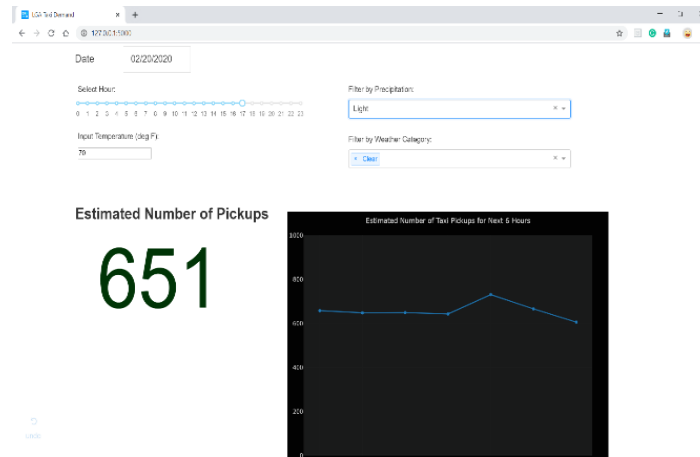 LGA Taxi Demand
127.0.0.1:5000
Date 02/20/2020
Select Hour:
0 1 2 3 4 5 6 7 8 9 10 11 12 13 14 15 16 17 18 19 20 21 22 23
Input Temperature (deg F):
70
Filter by Precipitation:
Light
Filter by Weather Category:
× Clear
Estimated Number of Pickups
651
Estimated Number of Taxi Pickups for Next 6 Hours
1000
800
600
400
200
0
Undo